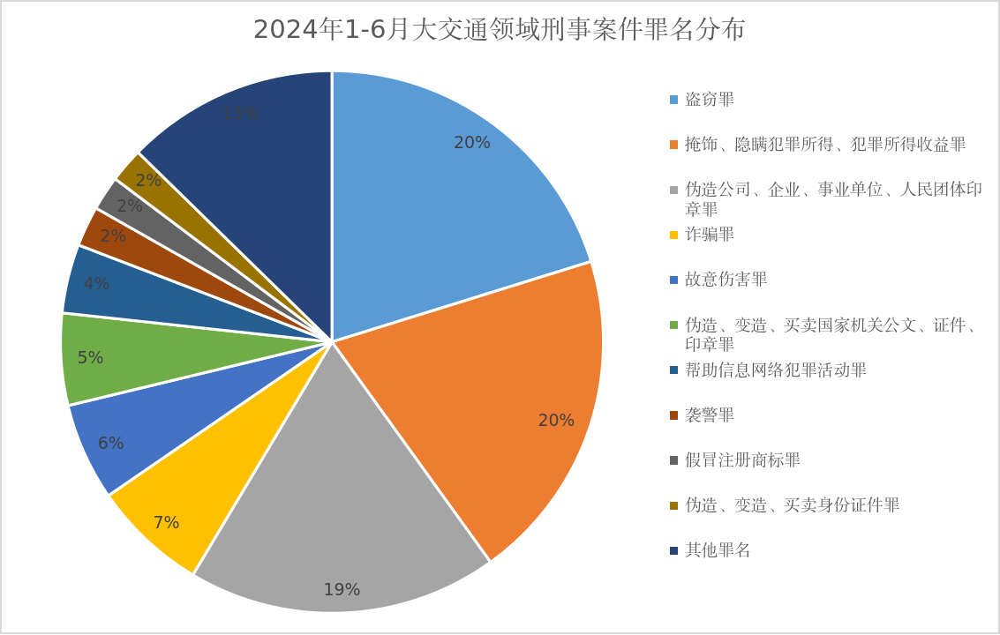 2024年1-6月大交通领域刑事案件罪名分布
20%
20%
19%
7%
6%
5%
4%
2%
2%
2%
13%
盗窃罪
掩饰、隐瞒犯罪所得、犯罪所得收益罪
伪造公司、企业、事业单位、人民团体印
章罪
诈骗罪
故意伤害罪
伪造、变造、买卖国家机关公文、证件、
印章罪
帮助信息网络犯罪活动罪
袭警罪
假冒注册商标罪
伪造、变造、买卖身份证件罪
其他罪名